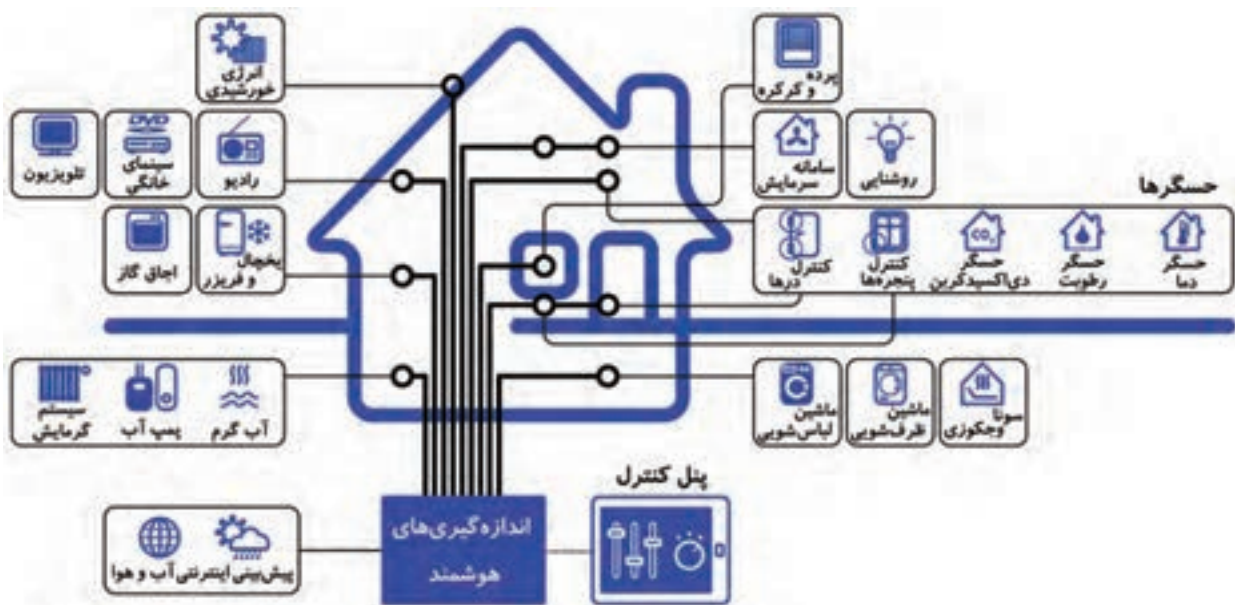 انرژی
خورشیدی
پرده
و کرکره
تلویزیون
DVD
سینمای
خانگی
رادیو
سامانه
سرمایش
روشنایی
حسگرها
اجاق گاز
یخچال
و فریزر
کنترل
درها
کنترل
پنجره‌ها
CO₂
حسگر
دی‌اکسیدکربن
حسگر
رطوبت
حسگر
دما
سیستم
گرمایش
پمپ آب
آب گرم
ماشین
لباس‌شویی
ماشین
ظرف‌شویی
سونا
وجکوزی
پنل کنترل
اندازه‌گیری‌های
هوشمند
پیش‌بینی اینترنتی آب و هوا